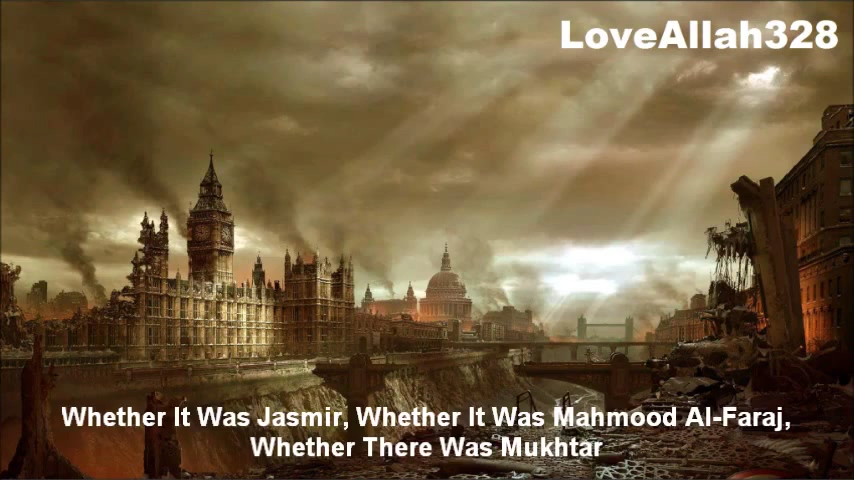 LoveAllah328
Whether It Was Jasmir, Whether It Was Mahmood Al-Faraj,
Whether There Was Mukhtar